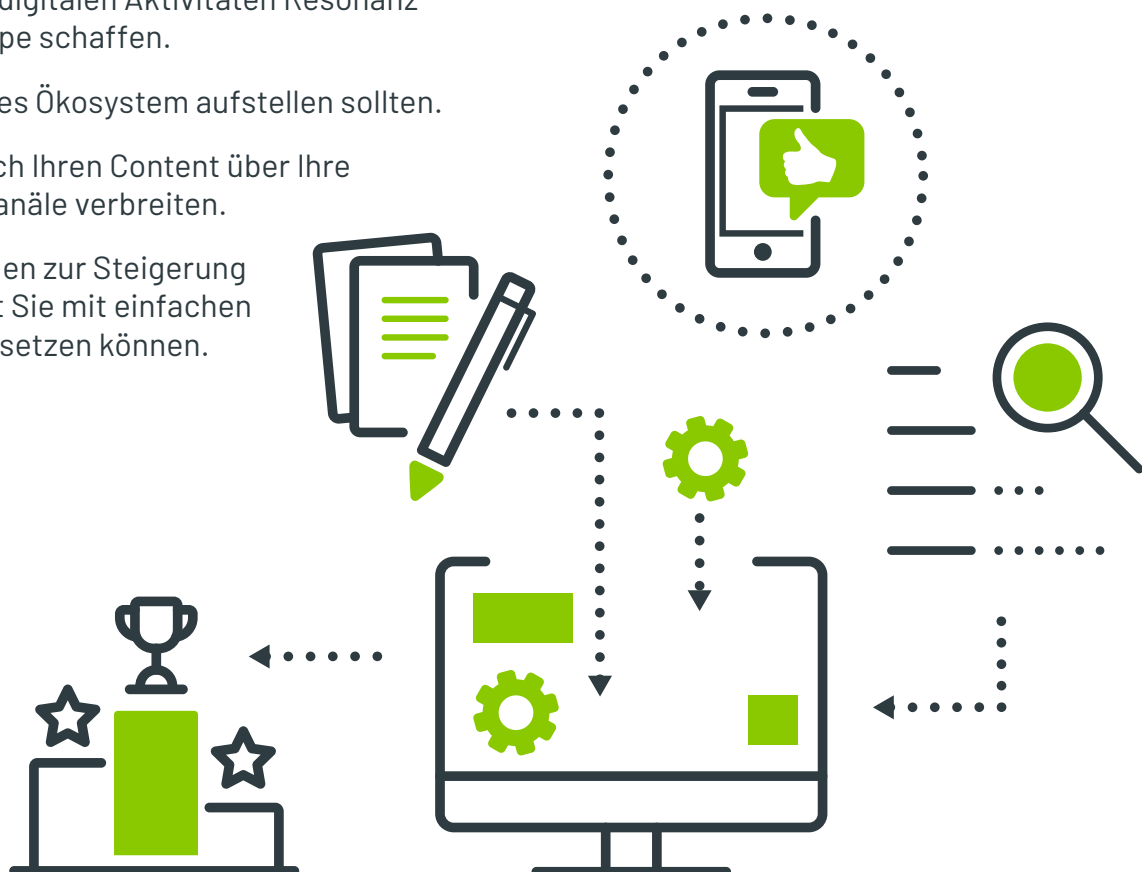 digitalen Aktivitäten Resonanz
pe schaffen.
es Ökosystem aufstellen sollten.
ch Ihren Content über Ihre
anäle verbreiten.
en zur Steigerung
t Sie mit einfachen
setzen können.